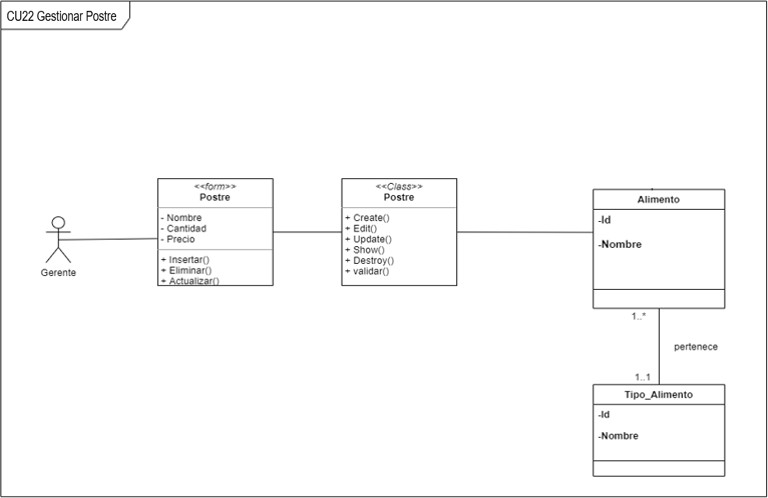 CU22 Gestionar Postre
Gerente
<<form>>
Postre
- Nombre
- Cantidad
- Precio
+ Insertar()
+ Eliminar()
+ Actualizar()
<<Class>>
Postre
+ Create()
+ Edit()
+ Update()
+ Show()
+ Destroy()
+ validar()
Alimento
-Id
-Nombre
1..*
pertenece
1..1
Tipo_Alimento
-Id
-Nombre